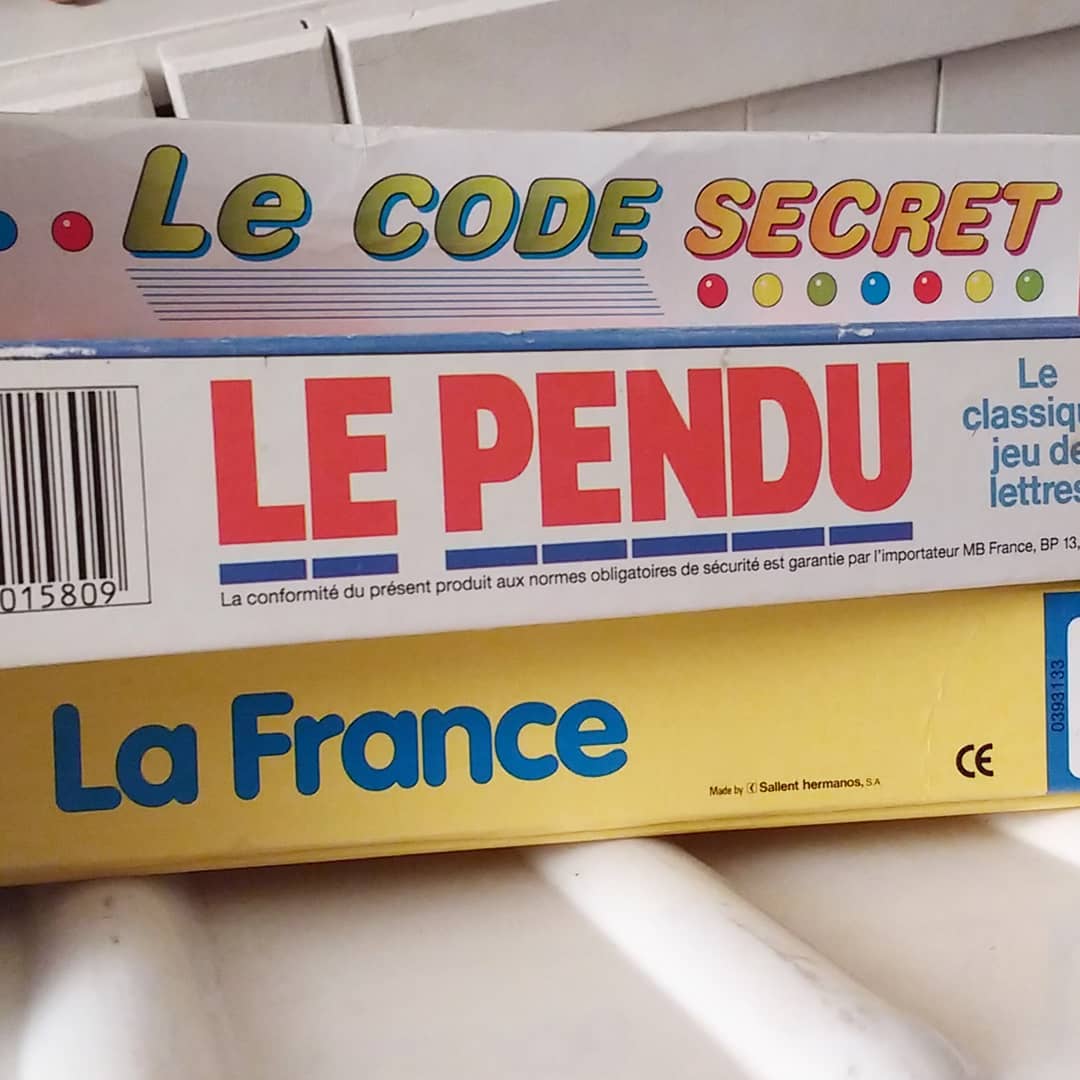 Le CODE SECRET
015809
LE PENDU
Le
jeu de
lettres
La conformité du présent produit aux normes obligatoires de sécurité est garantie par l'importateur MB France, BP 13,
La France
Made by Sallent hermanos, S.A
CE
0393133